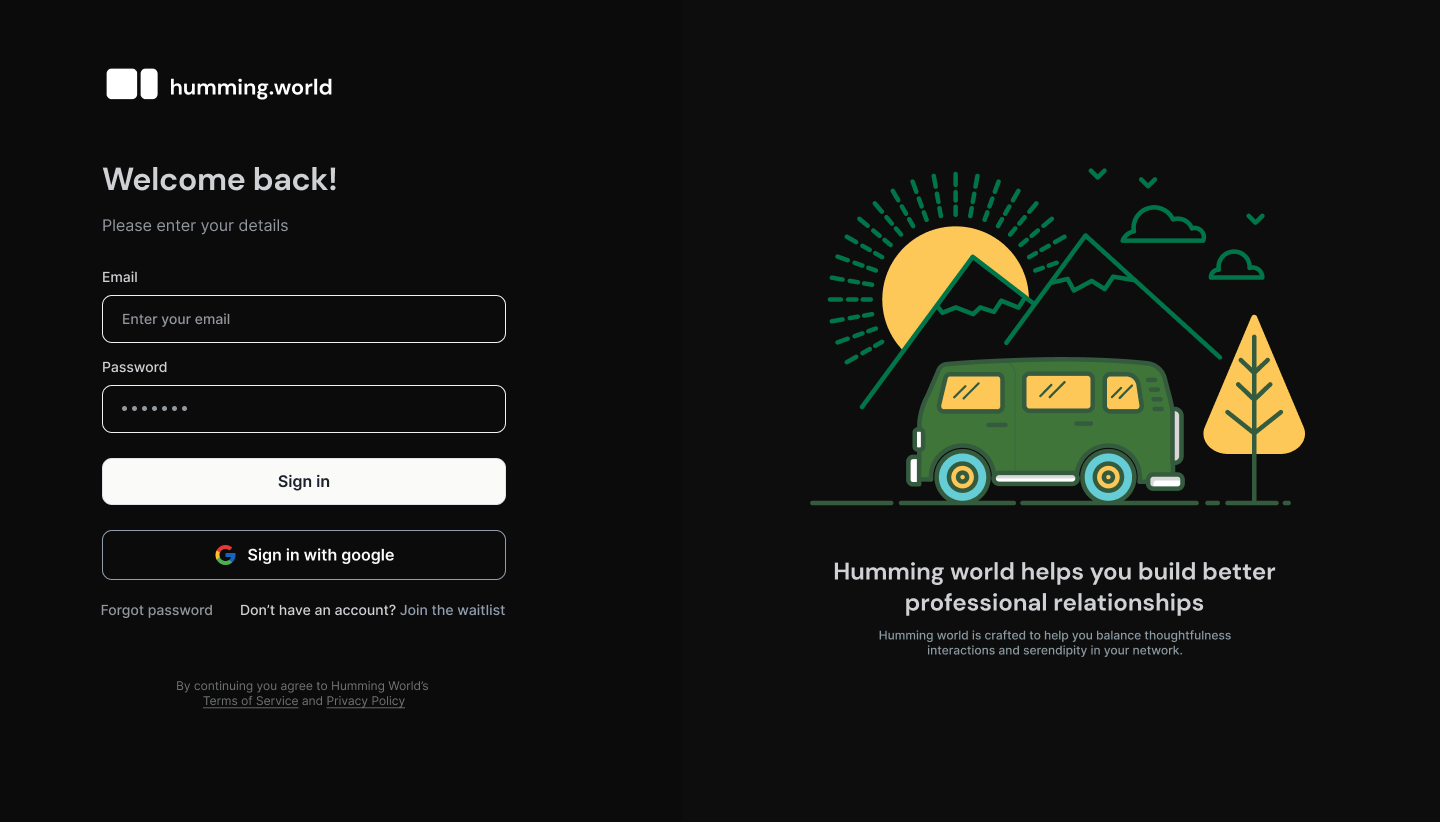 humming.world
Welcome back!
Please enter your details
Email
Enter your email
Password
Sign in
Sign in with google
Forgot password
Don’t have an account? Join the waitlist
By continuing you agree to Humming World’s
Terms of Service and Privacy Policy
Humming world helps you build better
professional relationships
Humming world is crafted to help you balance thoughtfulness
interactions and serendipity in your network.